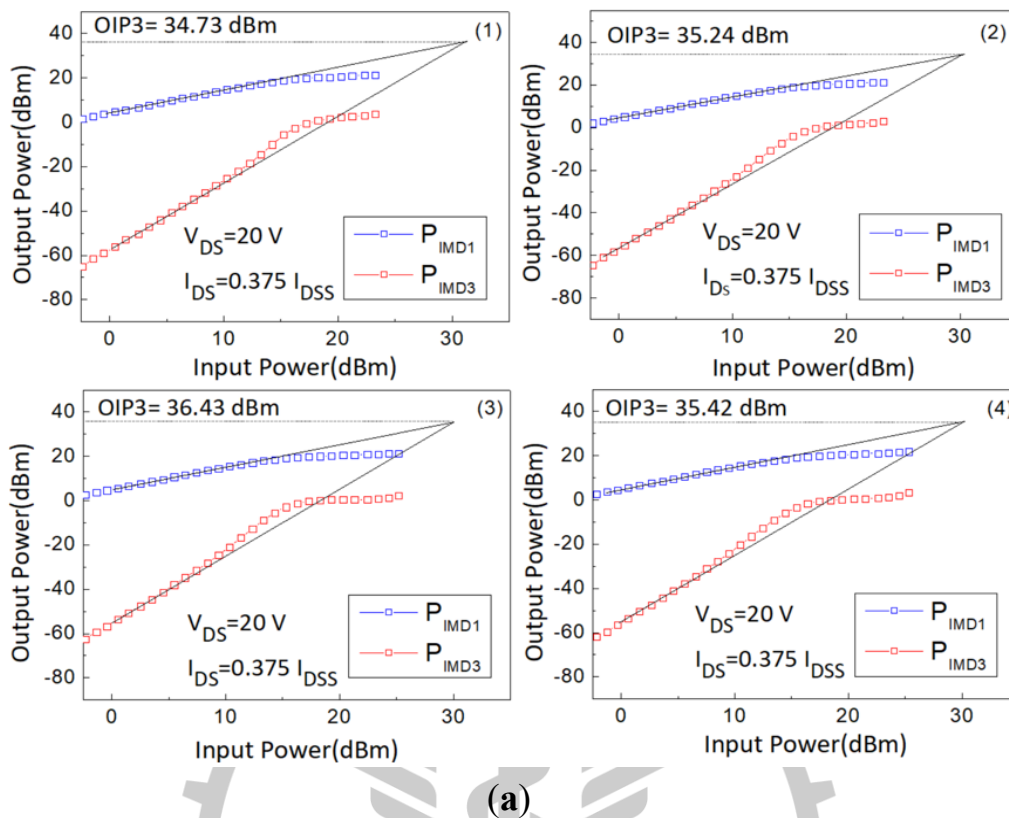 OIP3= 34.73 dBm (1)
Output Power(dBm)
40
20
0
-20
-40
-60
-80
V_DS=20 V
I_DS=0.375 I_DSS
P_IMD1
P_IMD3
0 10 20 30
Input Power(dBm)
OIP3= 35.24 dBm (2)
Output Power(dBm)
40
20
0
-20
-40
-60
-80
V_DS=20 V
I_Ds=0.375 I_DSS
P_IMD1
P_IMD3
0 10 20 30
Input Power(dBm)
OIP3= 36.43 dBm (3)
Output Power(dBm)
40
20
0
-20
-40
-60
-80
V_DS=20 V
I_DS=0.375 I_DSS
P_IMD1
P_IMD3
0 10 20 30
Input Power(dBm)
OIP3= 35.42 dBm (4)
Output Power(dBm)
40
20
0
-20
-40
-60
-80
V_DS=20 V
I_DS=0.375 I_DSS
P_IMD1
P_IMD3
0 10 20 30
Input Power(dBm)
(a)